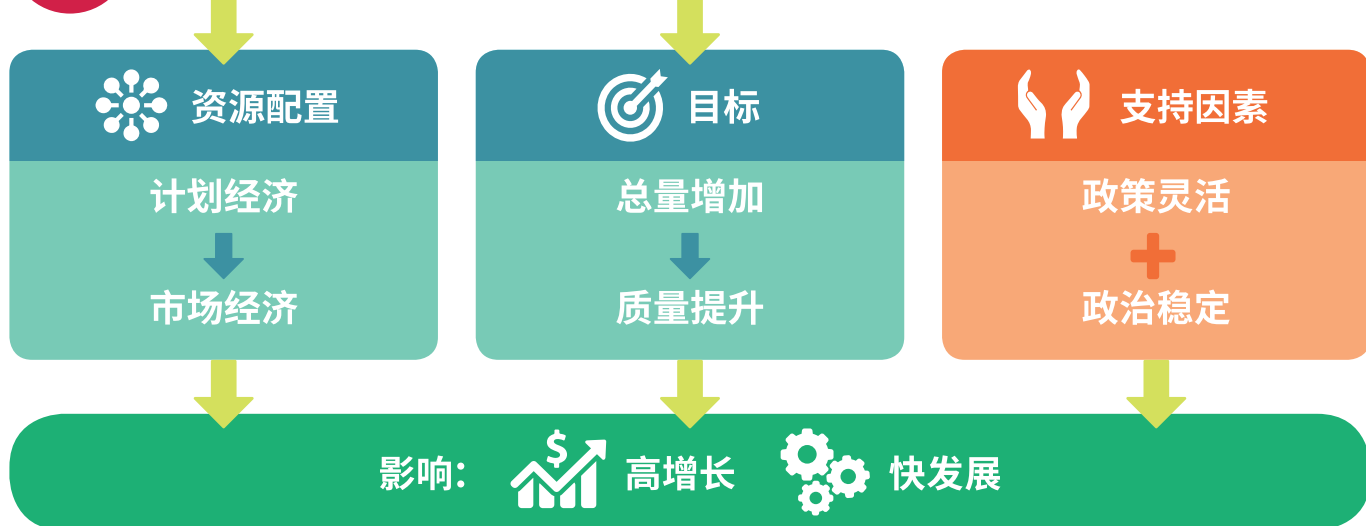 资源配置
计划经济
市场经济
目标
总量增加
质量提升
支持因素
政策灵活
政治稳定
影响： 高增长 快发展